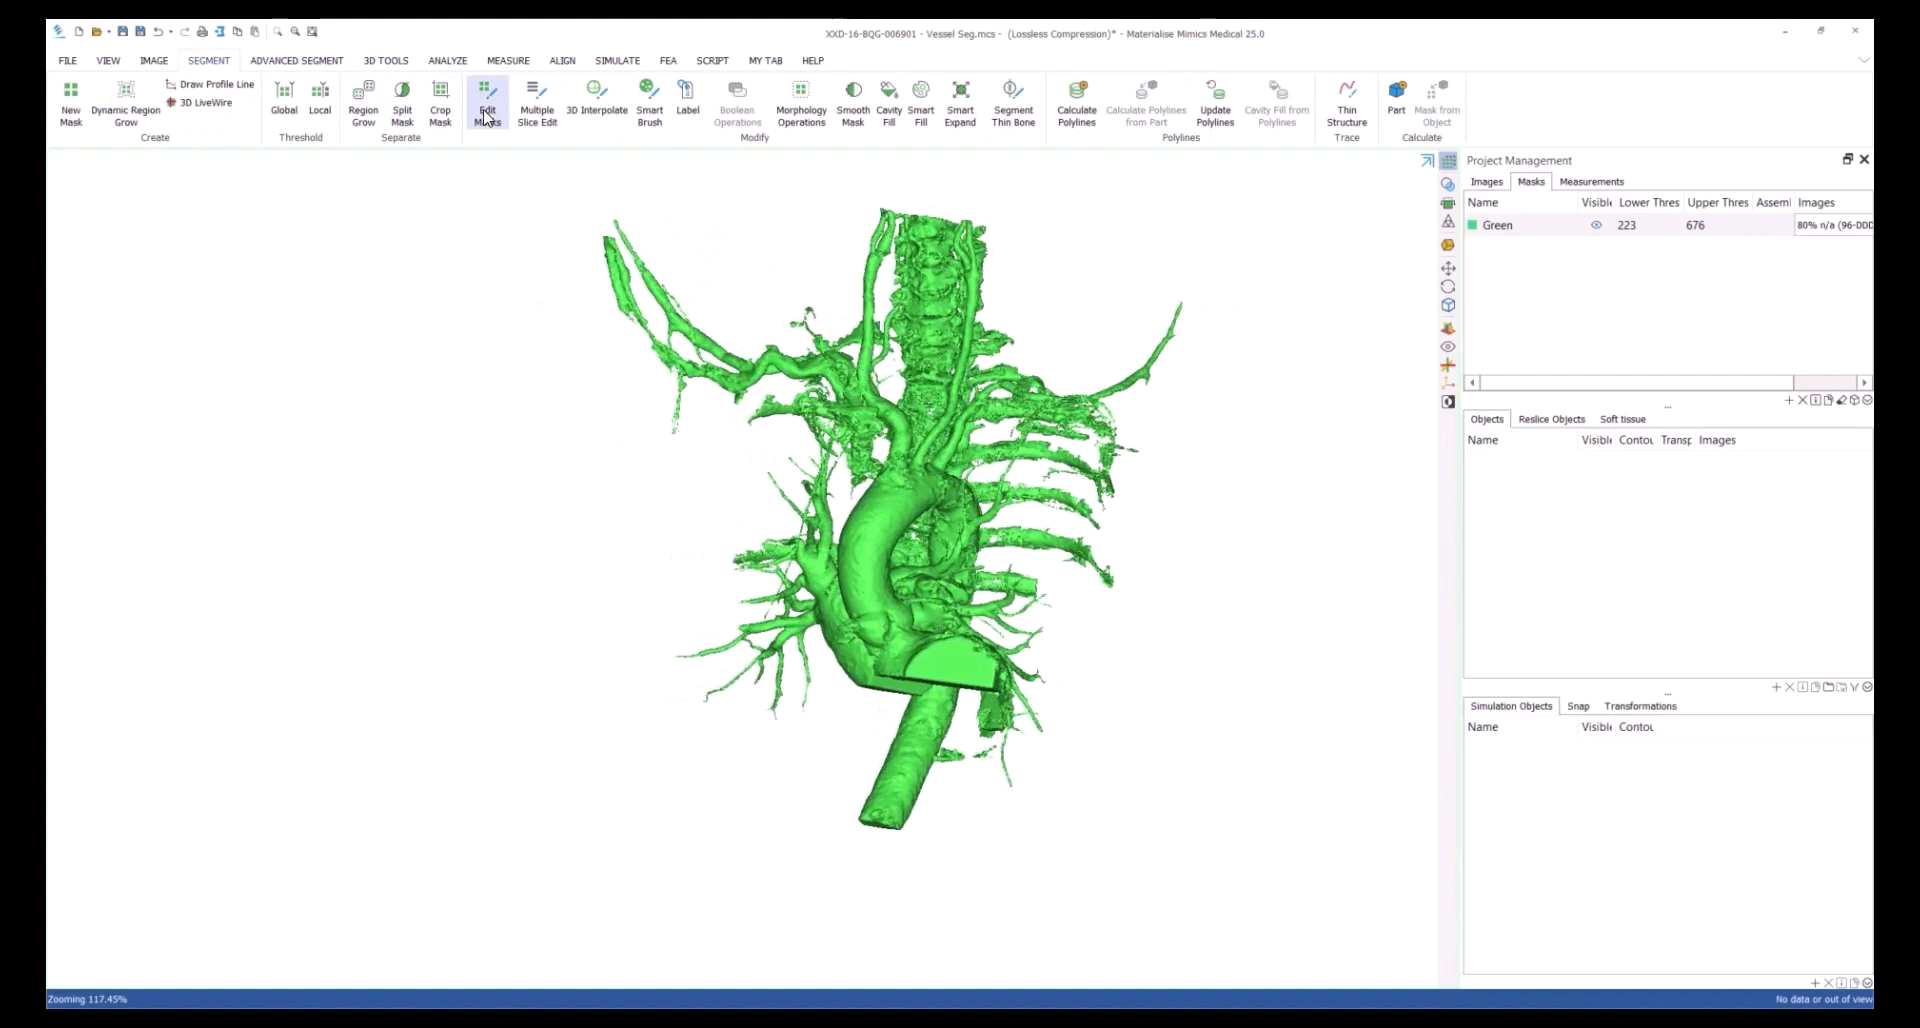 XXD-16-BQG-006901 - Vessel Seg.mcs - (Lossless Compression)* - Materialise Mimics Medical 25.0
FILE VIEW IMAGE SEGMENT ADVANCED SEGMENT 3D TOOLS ANALYZE MEASURE ALIGN SIMULATE FEA SCRIPT MY TAB HELP
New Mask
Dynamic Region Grow
Draw Profile Line
3D LiveWire
Create
Global
Local
Threshold
Region Grow
Split Mask
Crop Mask
Separate
Edit Masks
Multiple Slice Edit
3D Interpolate
Smart Brush
Label
Boolean Operations
Morphology Operations
Smooth Mask
Cavity Fill
Smart Fill
Smart Expand
Segment Thin Bone
Modify
Calculate Polylines
Calculate Polylines from Part
Update Polylines
Cavity Fill from Polylines
Polylines
Thin Structure
Trace
Part
Mask from Object
Calculate
Project Management
Images Masks Measurements
Name Visible Lower Thres Upper Thres Assem Images
Green 223 676 80% n/a (96-DDD
Objects Reslice Objects Soft tissue
Name Visible Contou Transp Images
Simulation Objects Snap Transformations
Name Visible Contou
Zooming 117.45%
No data or out of view